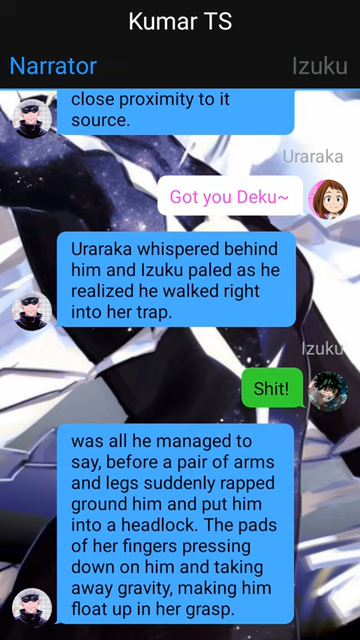 Kumar TS
Narrator
Izuku
close proximity to it
source.
Uraraka
Got you Deku~
Uraraka whispered behind
him and Izuku paled as he
realized he walked right
into her trap.
Izuku
Shit!
was all he managed to
say, before a pair of arms
and legs suddenly rapped
ground him and put him
into a headlock. The pads
of her fingers pressing
down on him and taking
away gravity, making him
float up in her grasp.